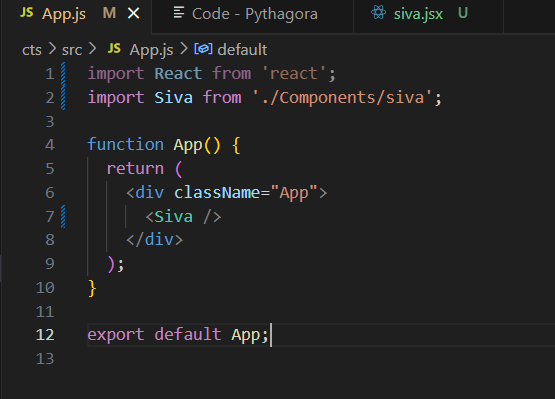 JS App.js M × Code - Pythagora siva.jsx U
cts > src > JS App.js > default
1 import React from 'react';
2 import Siva from './Components/siva';
3
4 function App() {
5 return (
6 <div className="App">
7 <Siva />
8 </div>
9 );
10 }
11
12 export default App;
13